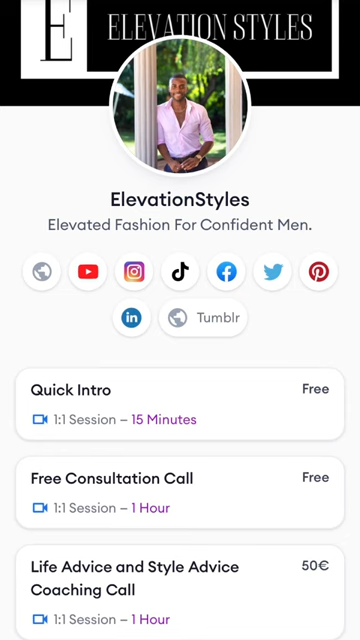 E
ELEVATION STYLES
ElevationStyles
Elevated Fashion For Confident Men.
in
Tumblr
Quick Intro
Free
1:1 Session – 15 Minutes
Free Consultation Call
Free
1:1 Session – 1 Hour
Life Advice and Style Advice
Coaching Call
50€
1:1 Session – 1 Hour